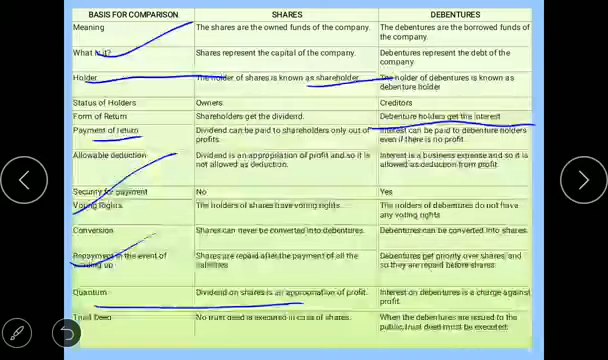 BASIS FOR COMPARISON SHARES DEBENTURES
Meaning The shares are the owned funds of the company. The debentures are the borrowed funds of
the company.
What is it? Shares represent the capital of the company. Debentures represent the debt of the
company.
Holder The holder of shares is known as shareholder The holder of debentures is known as
debenture holder
Status of Holders Owners Creditors
Form of Return Shareholders get the dividend. Debenture holders get the interest
Payment of return Dividend can be paid to shareholders only out of Interest can be paid to debenture holders
profits. even if there is no profit.
Allowable deduction Dividend is an appropriation of profit and so it is Interest is a business expense and so it is
not allowed as deduction. allowed as deduction from profit.
Security for payment No Yes
Voting Rights The holders of shares have voting rights. The holders of debentures do not have
any voting rights
Conversion Shares can never be converted into debentures. Debentures can be converted into shares.
Repayment in the event of Shares are repaid after the payment of all the Debentures get priority over shares, and
winding up liabilities so they are repaid before shares.
Quantum Dividend on shares is an appropriation of profit. Interest on debentures is a charge against
profit.
Trust Deed No trust deed is executed in case of shares. When the debentures are issued to the
public, trust deed must be executed.